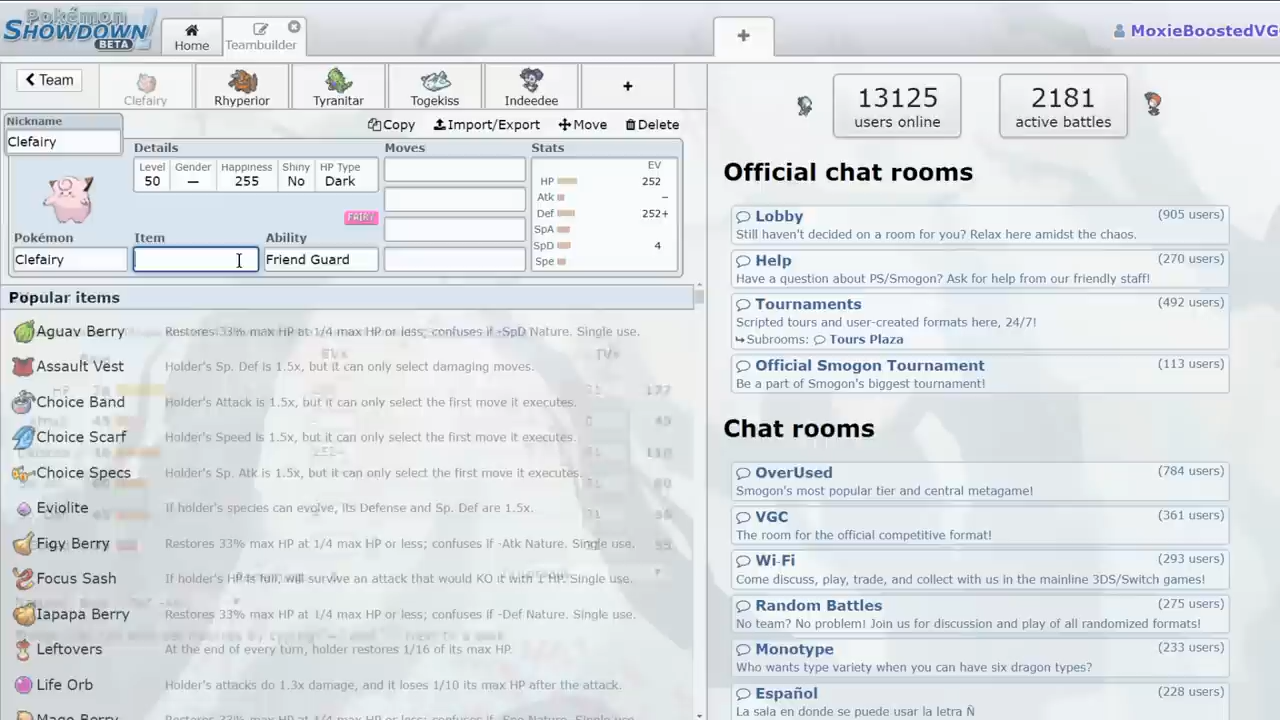 Pokémon
SHOWDOWN!
BETA
Home
Teambuilder
+
MoxieBoostedVG
Team
Clefairy
Rhyperior
Tyranitar
Togekiss
Indeedee
+
Copy
Import/Export
Move
Delete
Nickname
Clefairy
Details
Level
50
Gender
—
Happiness
255
Shiny
No
HP Type
Dark
FAIRY
Pokémon
Clefairy
Item
Ability
Friend Guard
Moves
Stats
EV
HP 252
Atk –
Def 252+
SpA
SpD 4
Spe
Popular items
Aguav Berry Restores 33% max HP at 1/4 max HP or less; confuses if -SpD Nature. Single use.
Assault Vest Holder's Sp. Def is 1.5x, but it can only select damaging moves.
Choice Band Holder's Attack is 1.5x, but it can only select the first move it executes.
Choice Scarf Holder's Speed is 1.5x, but it can only select the first move it executes.
Choice Specs Holder's Sp. Atk is 1.5x, but it can only select the first move it executes.
Eviolite If holder's species can evolve, its Defense and Sp. Def are 1.5x.
Figy Berry Restores 33% max HP at 1/4 max HP or less; confuses if -Atk Nature. Single use.
Focus Sash If holder's HP is full, will survive an attack that would KO it with 1 HP. Single use.
Iapapa Berry Restores 33% max HP at 1/4 max HP or less; confuses if -Def Nature. Single use.
Leftovers At the end of every turn, holder restores 1/16 of its max HP.
Life Orb Holder's attacks do 1.3x damage, and it loses 1/10 its max HP after the attack.
13125
users online
2181
active battles
Official chat rooms
Lobby (905 users)
Still haven't decided on a room for you? Relax here amidst the chaos.
Help (270 users)
Have a question about PS/Smogon? Ask for help from our friendly staff!
Tournaments (492 users)
Scripted tours and user-created formats here, 24/7!
Subrooms: Tours Plaza
Official Smogon Tournament (113 users)
Be a part of Smogon's biggest tournament!
Chat rooms
OverUsed (784 users)
Smogon's most popular tier and central metagame!
VGC (361 users)
The room for the official competitive format!
Wi-Fi (293 users)
Come discuss, play, trade, and collect with us in the mainline 3DS/Switch games!
Random Battles (275 users)
No team? No problem! Join us for discussion and play of all randomized formats!
Monotype (233 users)
Who wants type variety when you can have six dragon types?
Español (228 users)
La sala en donde se puede usar la letra Ñ